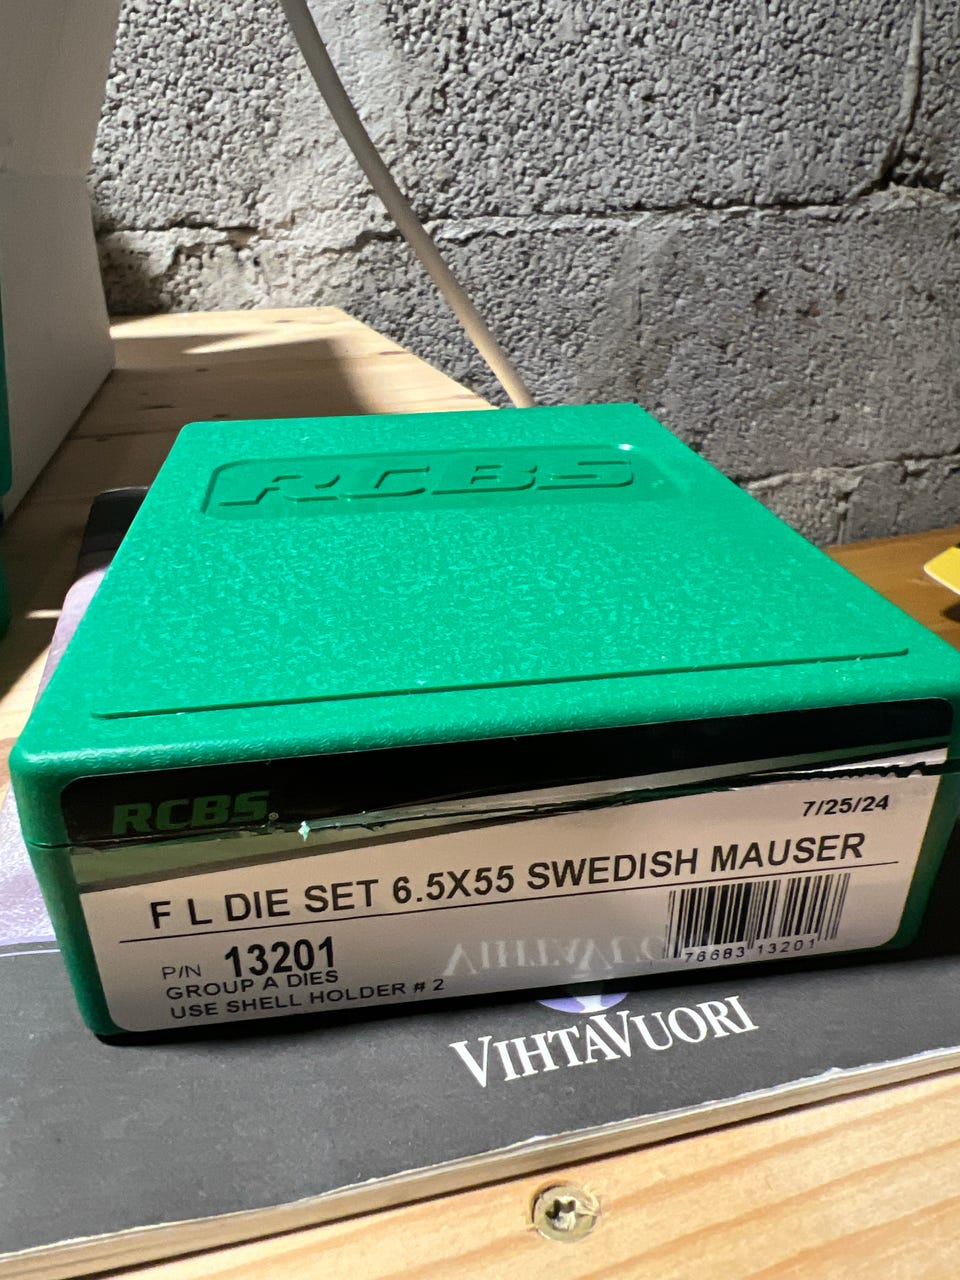 RCBS
RCBS.
7/25/24
F L DIE SET 6.5X55 SWEDISH MAUSER
P/N 13201
GROUP A DIES
USE SHELL HOLDER # 2
76683 13201
VIHTAVUORI
VIHTAVUORI